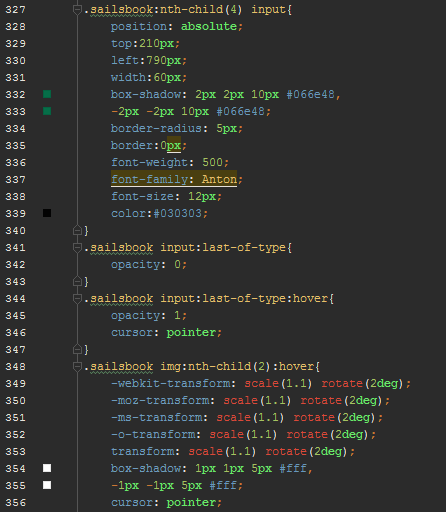 327 .sailsbook:nth-child(4) input{
328 position: absolute;
329 top:210px;
330 left:790px;
331 width:60px;
332 box-shadow: 2px 2px 10px #066e48,
333 -2px -2px 10px #066e48;
334 border-radius: 5px;
335 border:0px;
336 font-weight: 500;
337 font-family: Anton;
338 font-size: 12px;
339 color:#030303;
340 }
341 .sailsbook input:last-of-type{
342 opacity: 0;
343 }
344 .sailsbook input:last-of-type:hover{
345 opacity: 1;
346 cursor: pointer;
347 }
348 .sailsbook img:nth-child(2):hover{
349 -webkit-transform: scale(1.1) rotate(2deg);
350 -moz-transform: scale(1.1) rotate(2deg);
351 -ms-transform: scale(1.1) rotate(2deg);
352 -o-transform: scale(1.1) rotate(2deg);
353 transform: scale(1.1) rotate(2deg);
354 box-shadow: 1px 1px 5px #fff,
355 -1px -1px 5px #fff;
356 cursor: pointer;